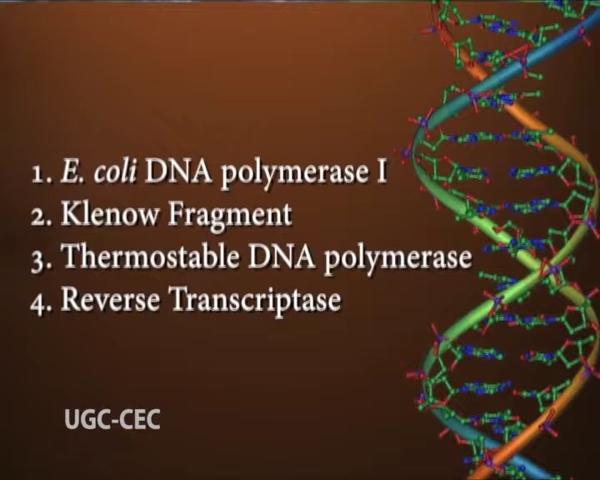 1. E. coli DNA polymerase I
2. Klenow Fragment
3. Thermostable DNA polymerase
4. Reverse Transcriptase
UGC-CEC